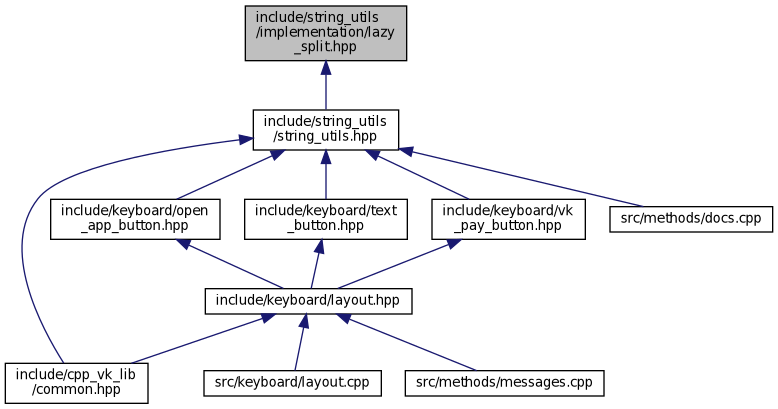 include/string_utils
/implementation/lazy
_split.hpp
include/string_utils
/string_utils.hpp
include/keyboard/open
_app_button.hpp
include/keyboard/text
_button.hpp
include/keyboard/vk
_pay_button.hpp
src/methods/docs.cpp
include/keyboard/layout.hpp
include/cpp_vk_lib
/common.hpp
src/keyboard/layout.cpp
src/methods/messages.cpp